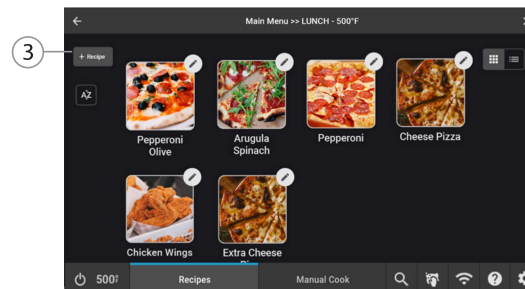 Main Menu >> LUNCH - 500°F
3
+ Recipe
AZ
Pepperoni
Olive
Arugula
Spinach
Pepperoni
Cheese Pizza
Chicken Wings
Extra Cheese
500°F
Recipes
Manual Cook